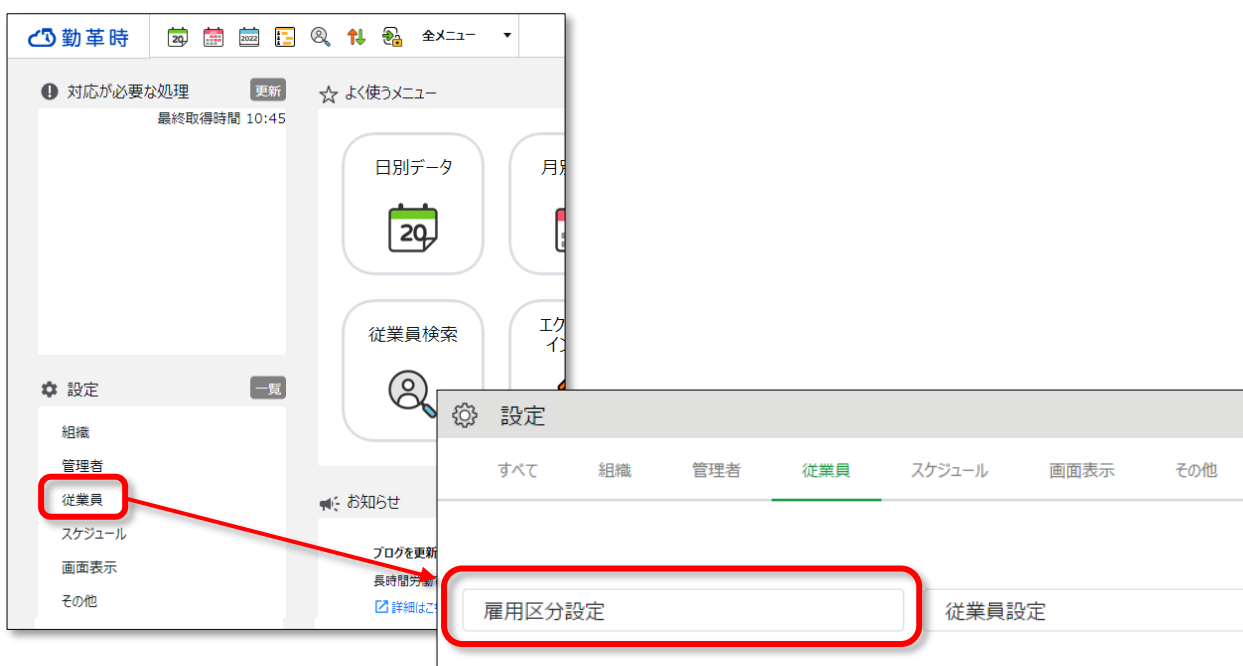 勤革時
20
2022
全メニュー
対応が必要な処理
更新
最終取得時間 10:45
よく使うメニュー
日別データ
20
従業員検索
設定
一覧
組織
管理者
従業員
スケジュール
画面表示
その他
お知らせ
ブログを更新
長時間労働
詳細はこ
設定
すべて
組織
管理者
従業員
スケジュール
画面表示
その他
雇用区分設定
従業員設定